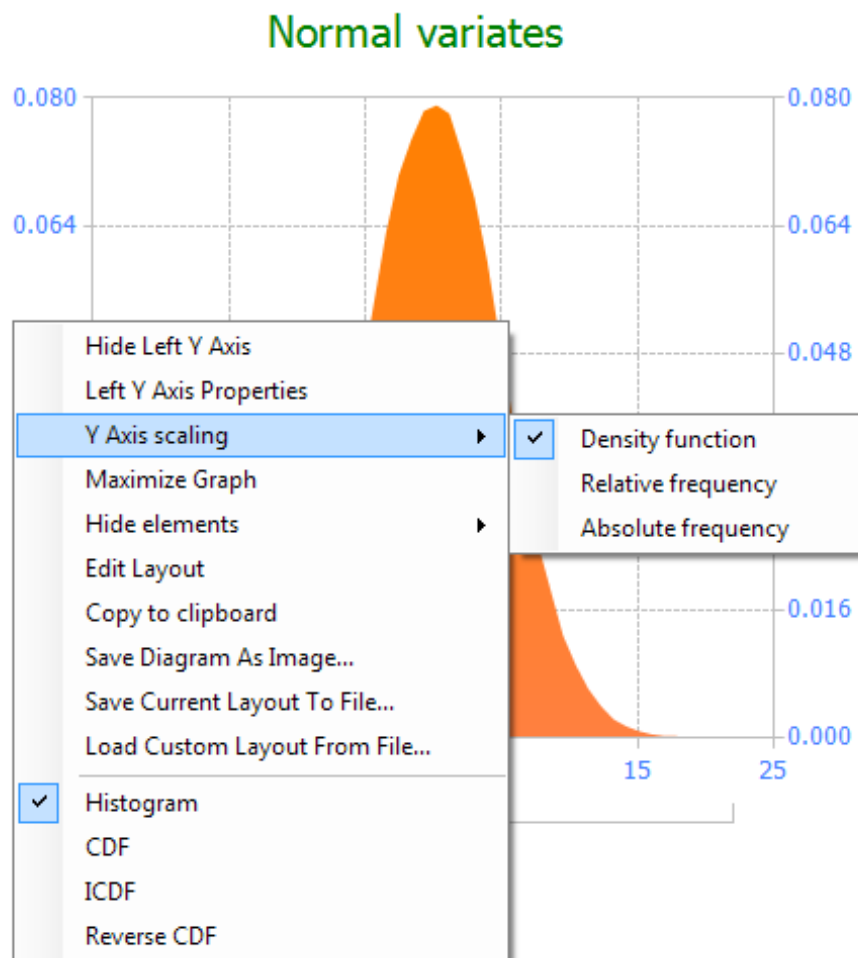 Normal variates
0.080
0.080
0.064
0.064
Hide Left Y Axis
0.048
Left Y Axis Properties
Y Axis scaling
Density function
Maximize Graph
Relative frequency
Hide elements
Absolute frequency
Edit Layout
Copy to clipboard
0.016
Save Diagram As Image...
Save Current Layout To File...
Load Custom Layout From File...
0.000
15
25
Histogram
CDF
ICDF
Reverse CDF